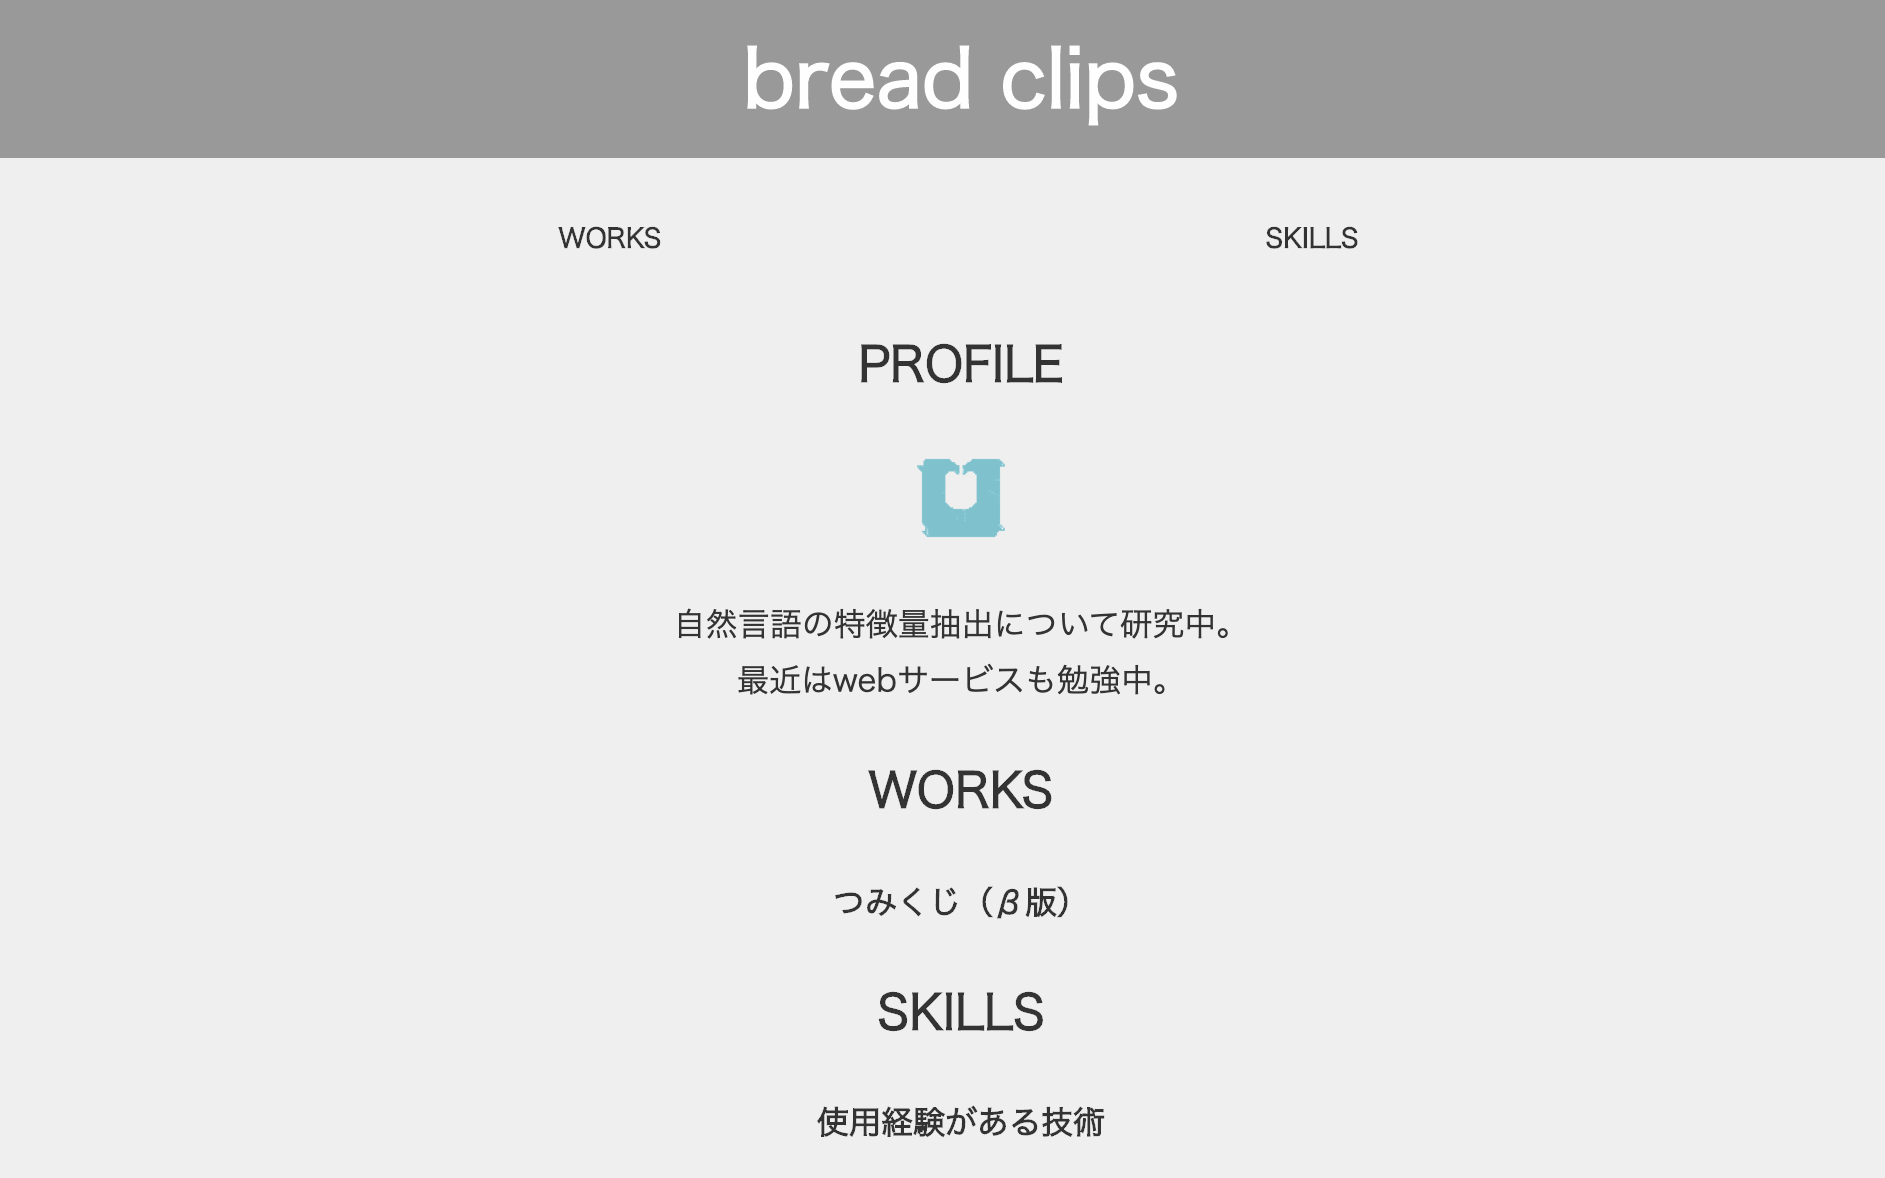 bread clips
WORKS
SKILLS
PROFILE
自然言語の特徴量抽出について研究中。
最近はwebサービスも勉強中。
WORKS
つみくじ（β版）
SKILLS
使用経験がある技術